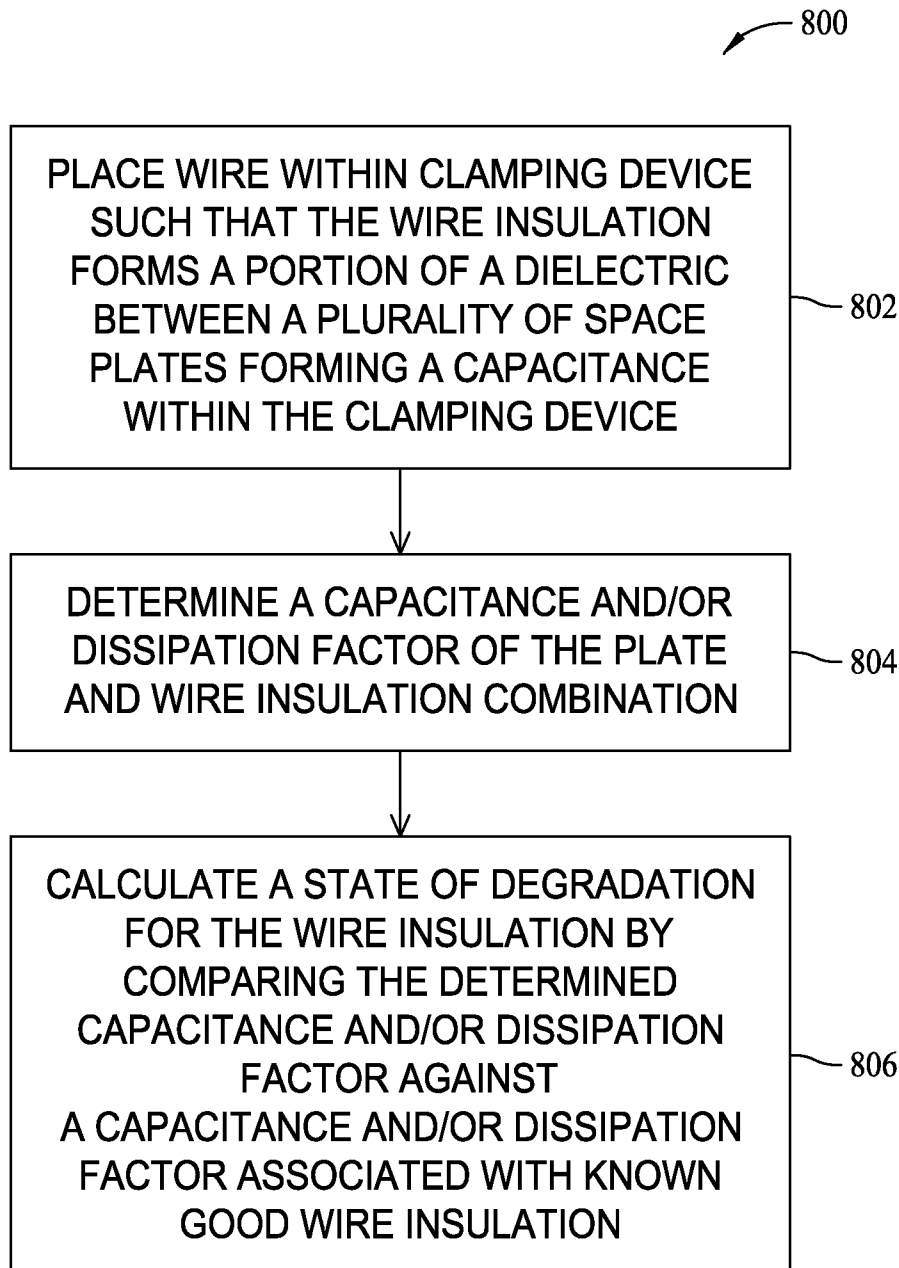 800
PLACE WIRE WITHIN CLAMPING DEVICE
SUCH THAT THE WIRE INSULATION
FORMS A PORTION OF A DIELECTRIC
BETWEEN A PLURALITY OF SPACE
PLATES FORMING A CAPACITANCE
WITHIN THE CLAMPING DEVICE
802
DETERMINE A CAPACITANCE AND/OR
DISSIPATION FACTOR OF THE PLATE
AND WIRE INSULATION COMBINATION
804
CALCULATE A STATE OF DEGRADATION
FOR THE WIRE INSULATION BY
COMPARING THE DETERMINED
CAPACITANCE AND/OR DISSIPATION
FACTOR AGAINST
A CAPACITANCE AND/OR DISSIPATION
FACTOR ASSOCIATED WITH KNOWN
GOOD WIRE INSULATION
806